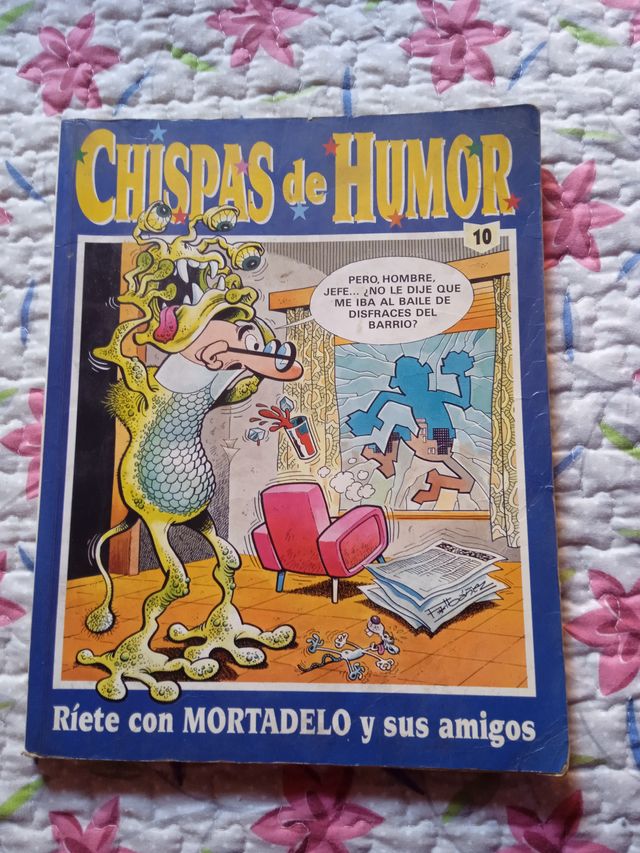 CHISPAS de HUMOR
10
PERO, HOMBRE,
JEFE... ¿NO LE DIJE QUE
ME IBA AL BAILE DE
DISFRACES DEL
BARRIO?
Ríete con MORTADELO y sus amigos